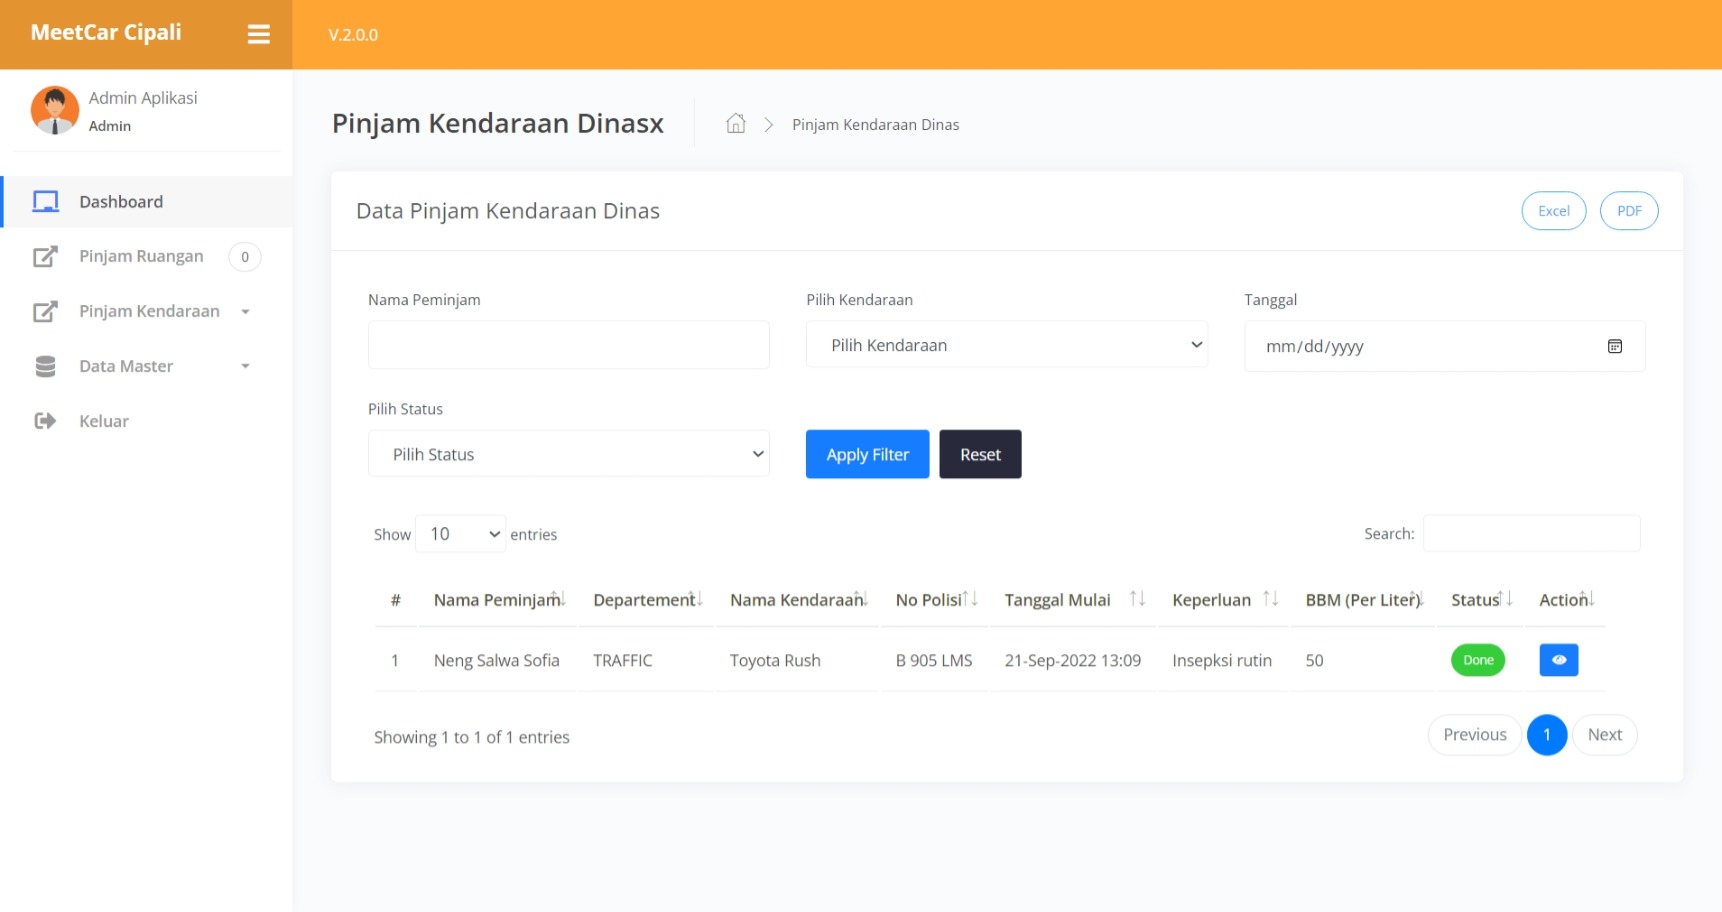 MeetCar Cipali
V.2.0.0
Admin Aplikasi
Admin
Dashboard
Pinjam Ruangan 0
Pinjam Kendaraan
Data Master
Keluar
Pinjam Kendaraan Dinasx
Pinjam Kendaraan Dinas
Data Pinjam Kendaraan Dinas
Excel PDF
Nama Peminjam Pilih Kendaraan Tanggal
Pilih Kendaraan mm/dd/yyyy
Pilih Status
Pilih Status Apply Filter Reset
Show 10 entries Search:
# Nama Peminjam Departement Nama Kendaraan No Polisi Tanggal Mulai Keperluan BBM (Per Liter) Status Action
1 Neng Salwa Sofia TRAFFIC Toyota Rush B 905 LMS 21-Sep-2022 13:09 Insepksi rutin 50 Done
Showing 1 to 1 of 1 entries Previous 1 Next